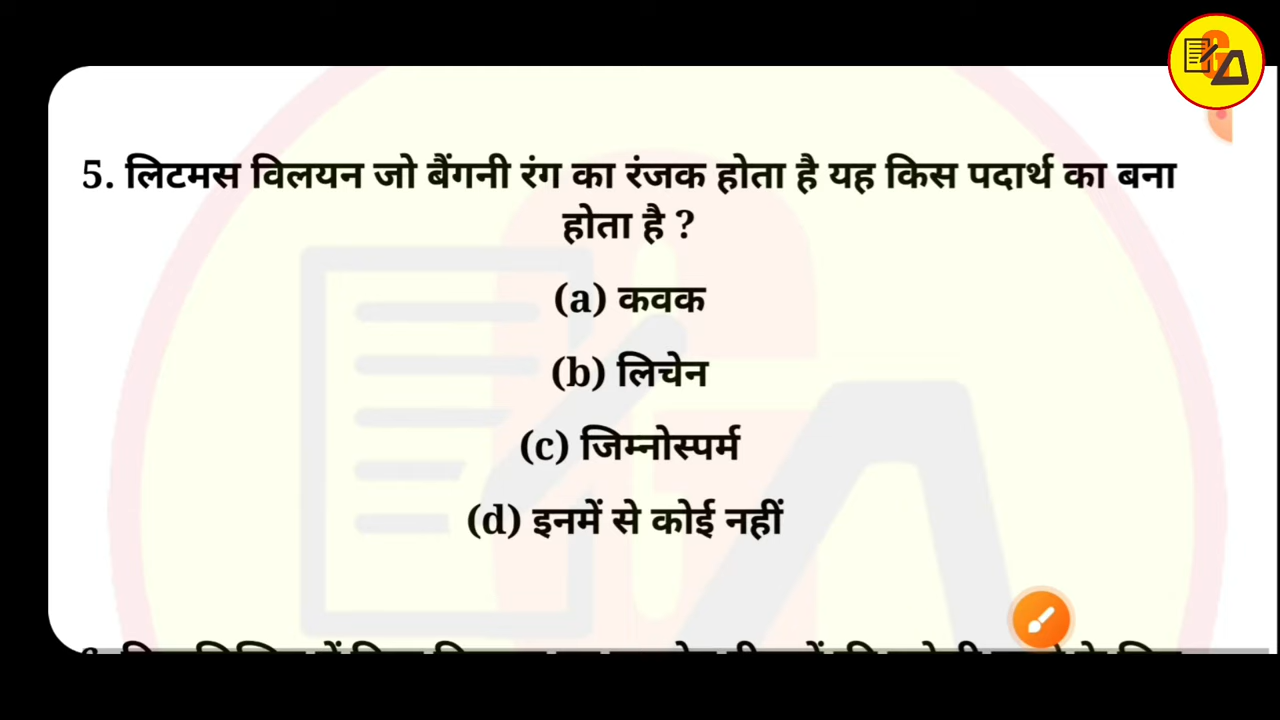 5. लिटमस विलयन जो बैंगनी रंग का रंजक होता है यह किस पदार्थ का बना
होता है ?
(a) कवक
(b) लिचेन
(c) जिम्नोस्पर्म
(d) इनमें से कोई नहीं